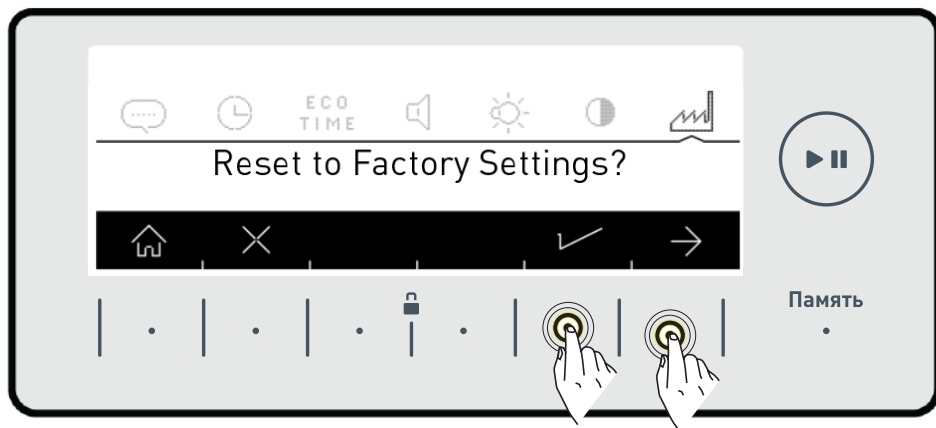 ECO
TIME
Reset to Factory Settings?
Память